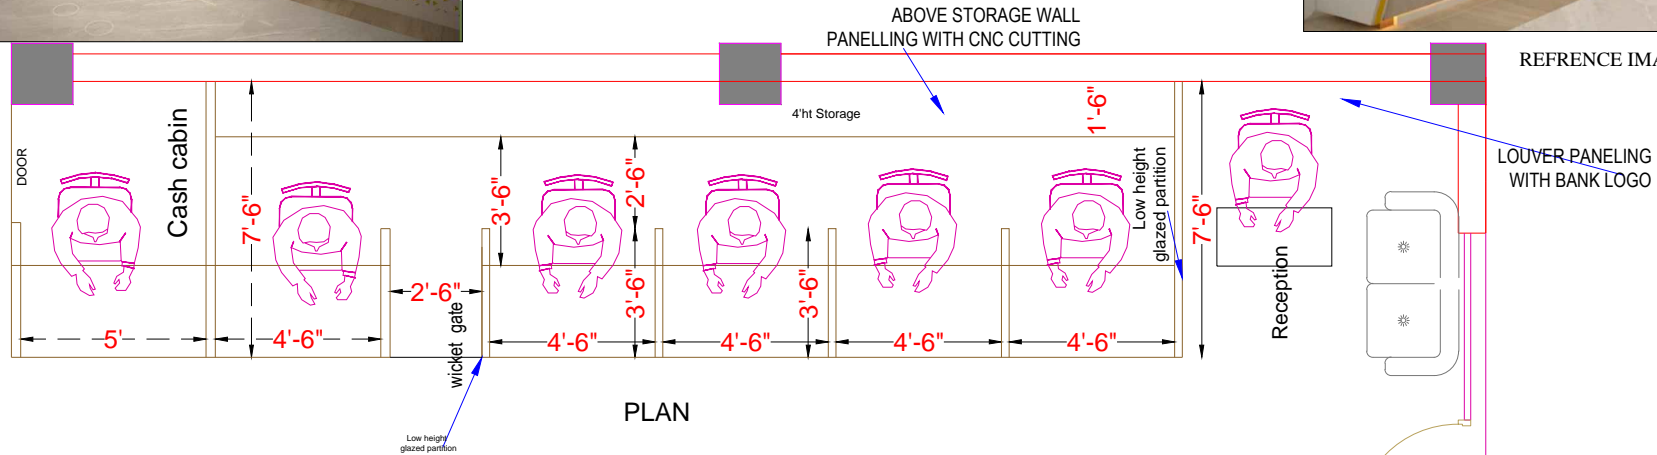 ABOVE STORAGE WALL
PANELLING WITH CNC CUTTING
REFRENCE IMA
4'ht Storage
1'-6"
DOOR
Cash cabin
7'-6"
3'-6"
2'-6"
Low height
glazed partition
7'-6"
LOUVER PANELING
WITH BANK LOGO
2'-6"
3'-6"
3'-6"
Reception
5'
4'-6"
wicket gate
4'-6"
4'-6"
4'-6"
4'-6"
PLAN
Low height
glazed partition